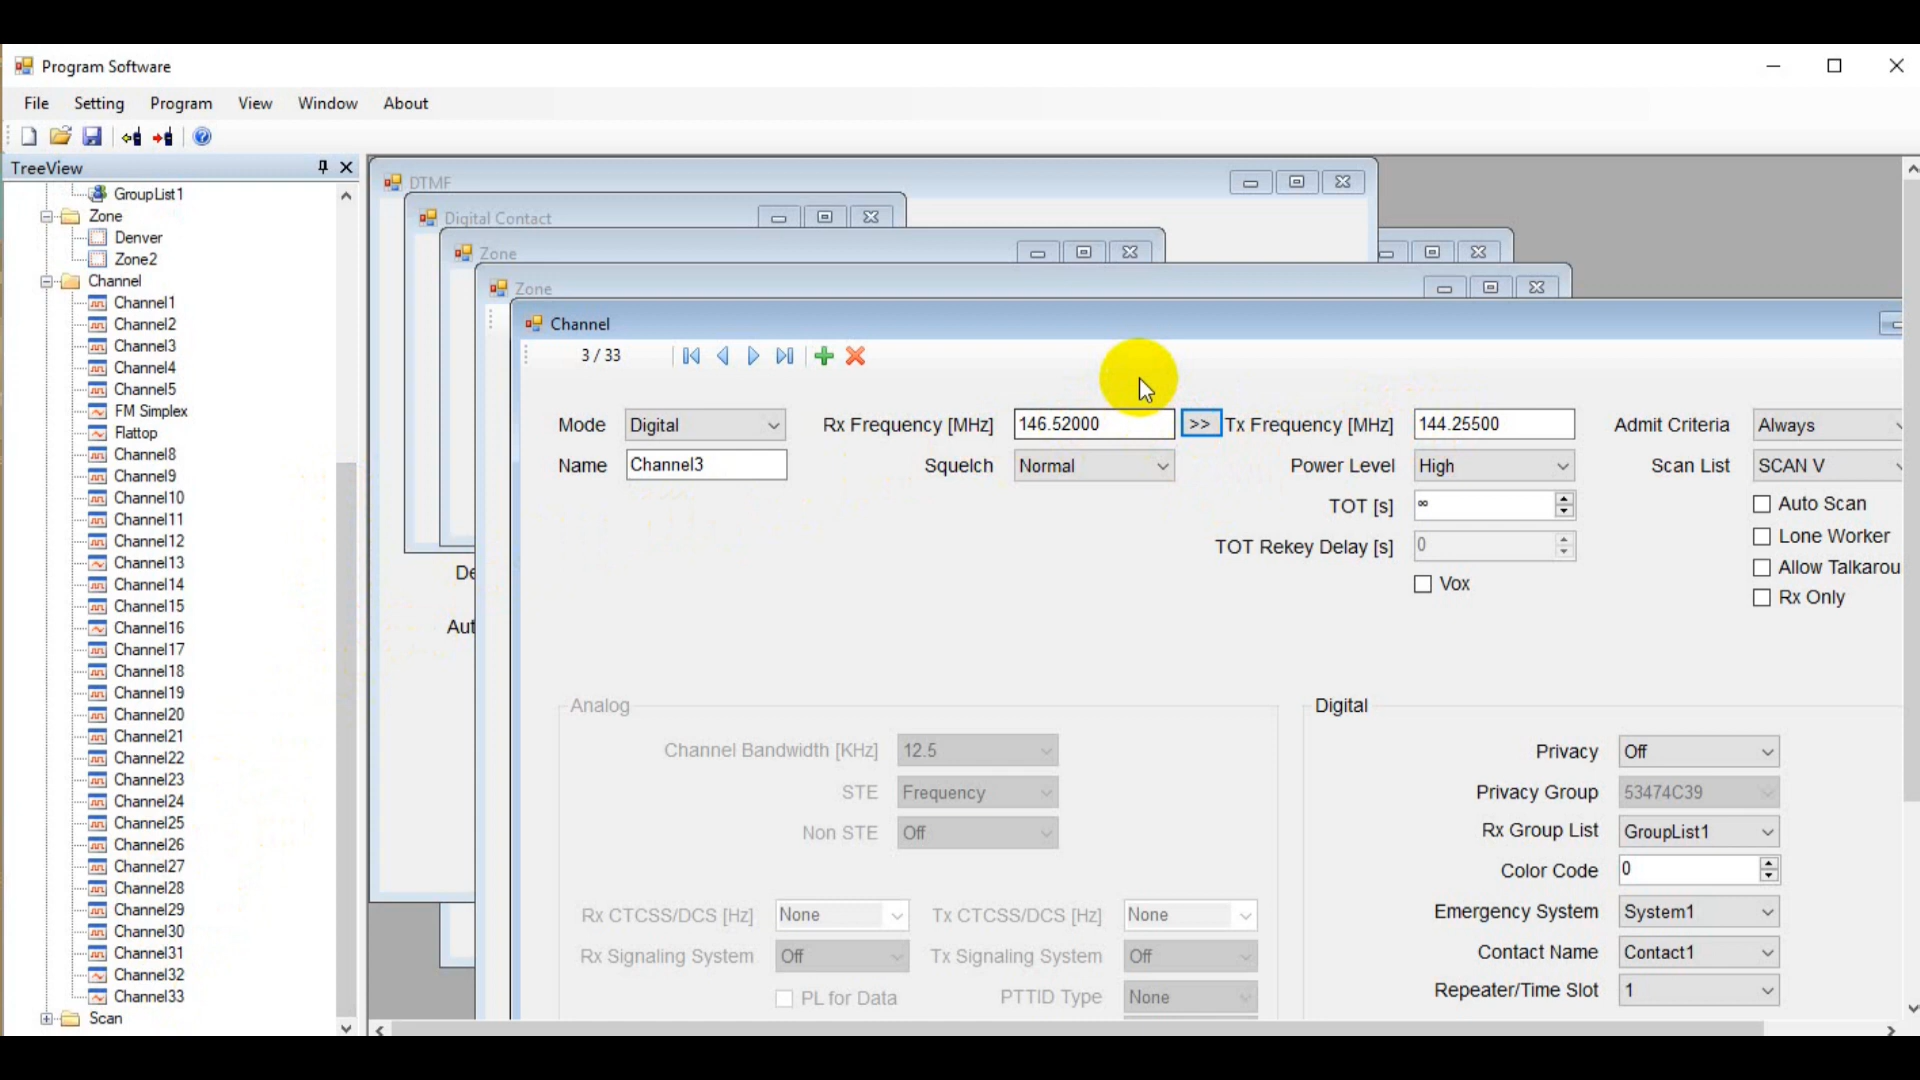 Program Software
File Setting Program View Window About
TreeView
GroupList1
Zone
Denver
Zone2
Channel
Channel1
Channel2
Channel3
Channel4
Channel5
FM Simplex
Flattop
Channel8
Channel9
Channel10
Channel11
Channel12
Channel13
Channel14
Channel15
Channel16
Channel17
Channel18
Channel19
Channel20
Channel21
Channel22
Channel23
Channel24
Channel25
Channel26
Channel27
Channel28
Channel29
Channel30
Channel31
Channel32
Channel33
Scan
DTMF
Digital Contact
Zone
Zone
De
Aut
Channel
3 / 33
Mode Digital Rx Frequency [MHz] 146.52000 >> Tx Frequency [MHz] 144.25500 Admit Criteria Always
Name Channel3 Squelch Normal Power Level High Scan List SCAN V
TOT [s] ∞ Auto Scan
TOT Rekey Delay [s] 0 Lone Worker
Vox Allow Talkarou
Rx Only
Analog
Channel Bandwidth [KHz] 12.5
STE Frequency
Non STE Off
Rx CTCSS/DCS [Hz] None Tx CTCSS/DCS [Hz] None
Rx Signaling System Off Tx Signaling System Off
PL for Data PTTID Type None
Digital
Privacy Off
Privacy Group 53474C39
Rx Group List GroupList1
Color Code 0
Emergency System System1
Contact Name Contact1
Repeater/Time Slot 1